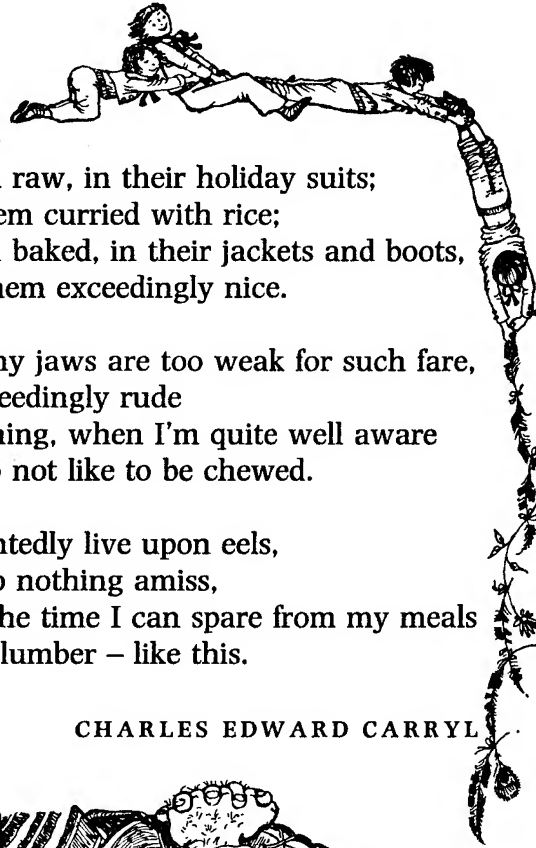 raw, in their holiday suits;
em curried with rice;
baked, in their jackets and boots,
hem exceedingly nice.
ny jaws are too weak for such fare,
eedingly rude
ning, when I'm quite well aware
not like to be chewed.
ntedly live upon eels,
nothing amiss,
he time I can spare from my meals
lumber – like this.
CHARLES EDWARD CARRYL